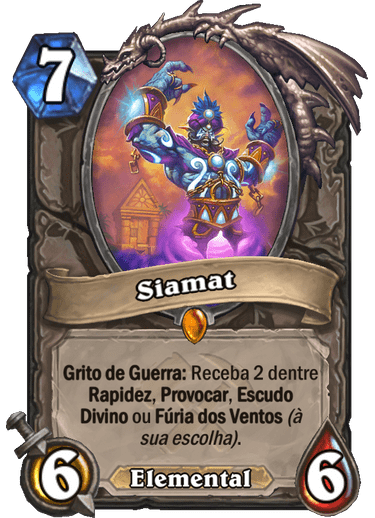 7
Siamat
Grito de Guerra: Receba 2 dentre
Rapidez, Provocar, Escudo
Divino ou Fúria dos Ventos (à
sua escolha).
6
Elemental
6